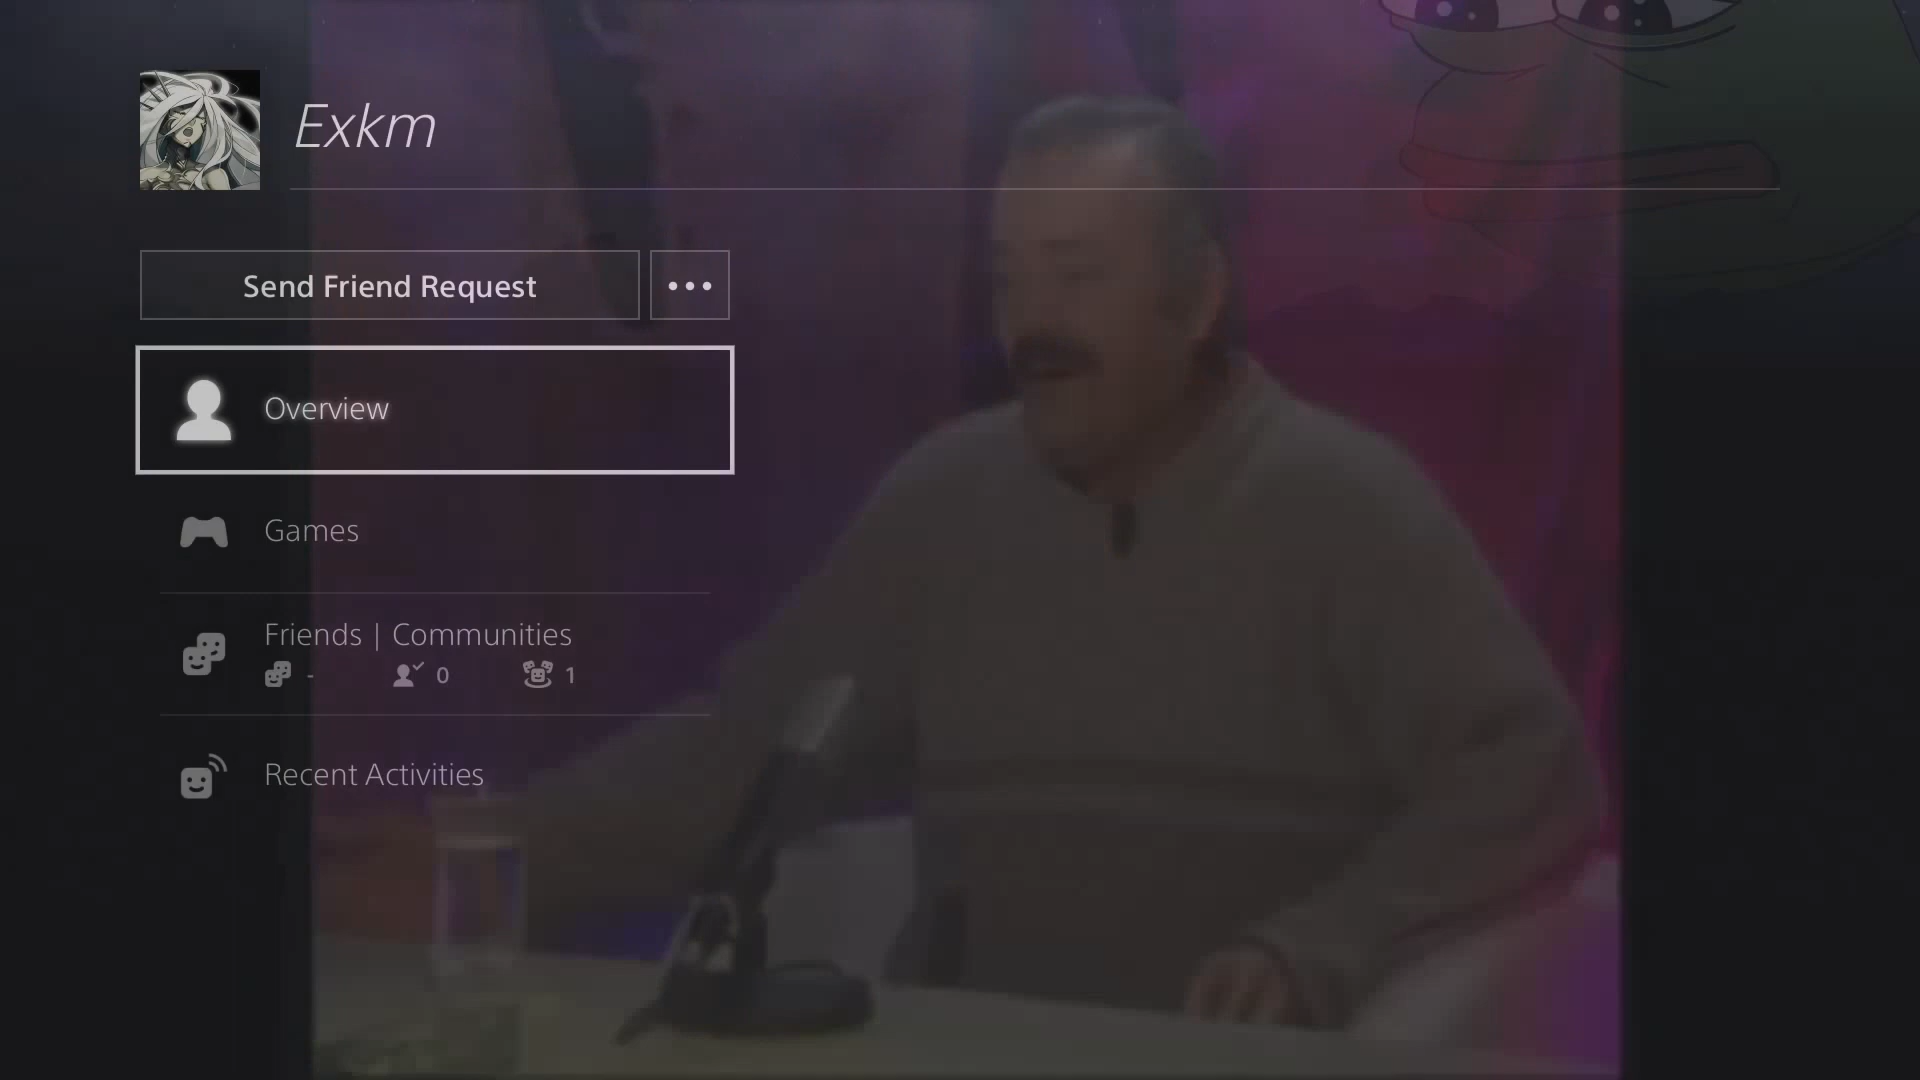 Exkm
Send Friend Request
Overview
Games
Friends | Communities
- 0 1
Recent Activities